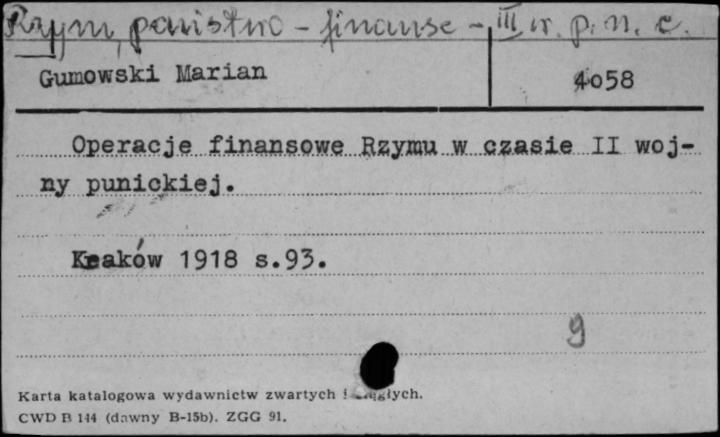 Rzym, państwo - finanse - III w. p. n. e.
Gumowski Marian
4058
Operacje finansowe Rzymu w czasie II woj-
ny punickiej.
Kraków 1918 s.93.
9
Karta katalogowa wydawnictw zwartych i ciągłych.
CWD B 144 (dawny B-15b). ZGG 91.